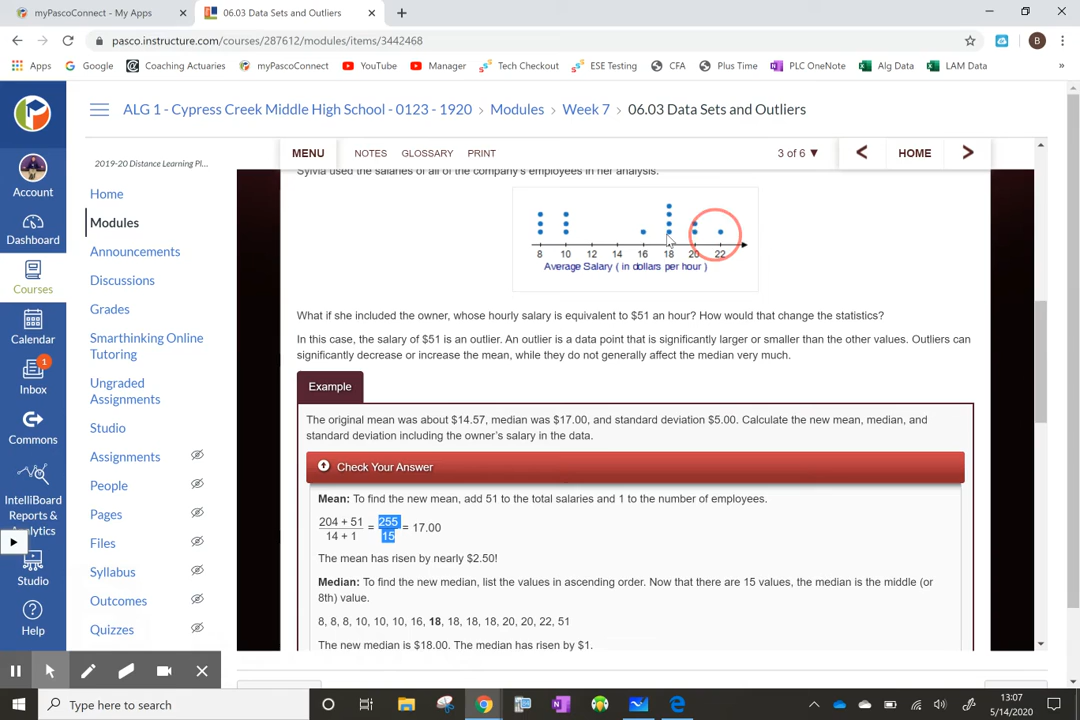 myPascoConnect - My Apps
06.03 Data Sets and Outliers
pasco.instructure.com/courses/287612/modules/items/3442468
B
Apps
Google
Coaching Actuaries
myPascoConnect
YouTube
Manager
Tech Checkout
ESE Testing
CFA
Plus Time
PLC OneNote
Alg Data
LAM Data
»
ALG 1 - Cypress Creek Middle High School - 0123 - 1920 > Modules > Week 7 > 06.03 Data Sets and Outliers
Account
Dashboard
Courses
Calendar
1
Inbox
Commons
IntelliBoard
Reports &
Analytics
Studio
Help
2019-20 Distance Learning Pl...
Home
Modules
Announcements
Discussions
Grades
Smarthinking Online
Tutoring
Ungraded
Assignments
Studio
Assignments
People
Pages
Files
Syllabus
Outcomes
Quizzes
MENU
NOTES
GLOSSARY
PRINT
3 of 6 ▼
HOME
Sylvia used the salaries of all of the company's employees in her analysis.
8 10 12 14 16 18 20 22
Average Salary ( in dollars per hour )
What if she included the owner, whose hourly salary is equivalent to $51 an hour? How would that change the statistics?
In this case, the salary of $51 is an outlier. An outlier is a data point that is significantly larger or smaller than the other values. Outliers can
significantly decrease or increase the mean, while they do not generally affect the median very much.
Example
The original mean was about $14.57, median was $17.00, and standard deviation $5.00. Calculate the new mean, median, and
standard deviation including the owner's salary in the data.
Check Your Answer
Mean: To find the new mean, add 51 to the total salaries and 1 to the number of employees.
204 + 51
14 + 1
=
255
15
= 17.00
The mean has risen by nearly $2.50!
Median: To find the new median, list the values in ascending order. Now that there are 15 values, the median is the middle (or
8th) value.
8, 8, 8, 10, 10, 10, 16, 18, 18, 18, 18, 20, 20, 22, 51
The new median is $18.00. The median has risen by $1.
Type here to search
13:07
5/14/2020